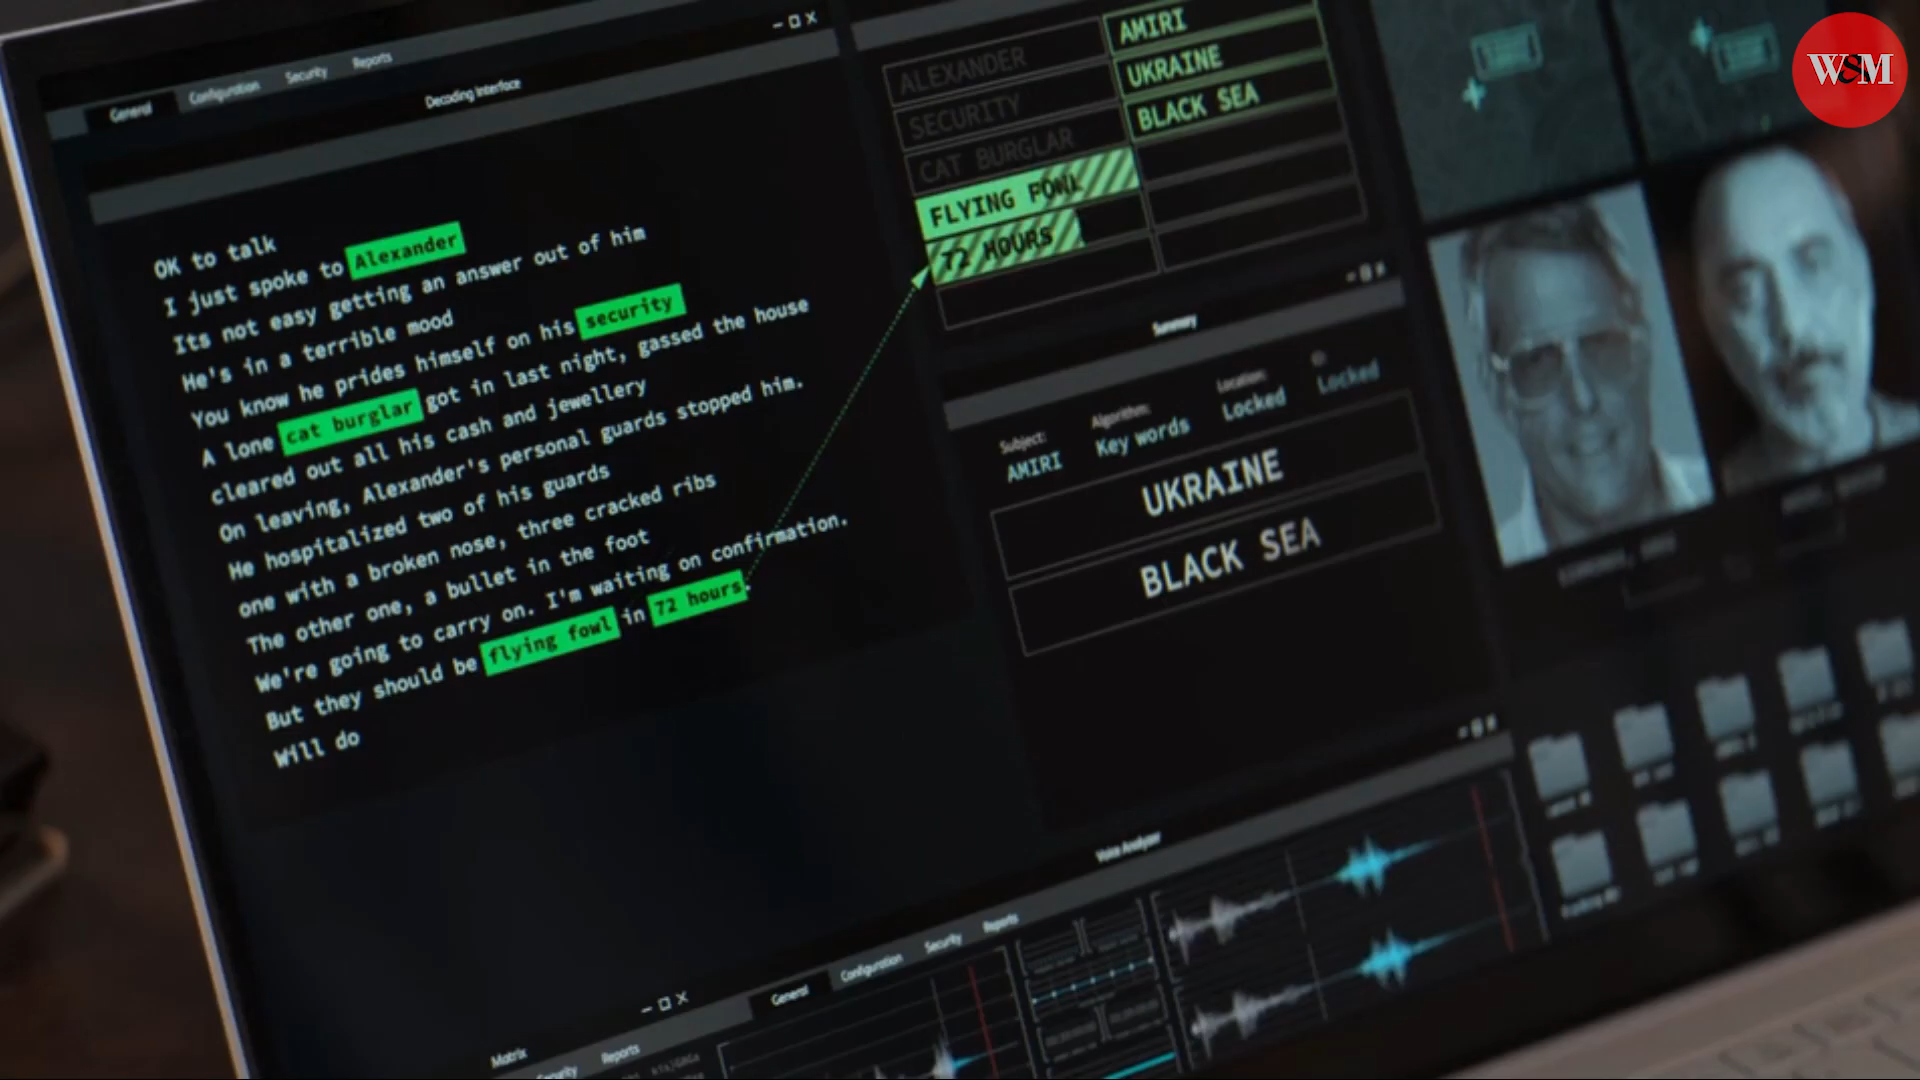 W&M
General Configuration Security Reports
Decoding Interface
OK to talk
I just spoke to Alexander
Its not easy getting an answer out of him
He's in a terrible mood
You know he prides himself on his security
A lone cat burglar got in last night, gassed the house
cleared out all his cash and jewellery
On leaving, Alexander's personal guards stopped him.
He hospitalized two of his guards
one with a broken nose, three cracked ribs
The other one, a bullet in the foot
We're going to carry on. I'm waiting on confirmation.
But they should be flying fowl in 72 hours.
Will do
ALEXANDER
SECURITY
CAT BURGLAR
FLYING FOWL
72 HOURS
AMIRI
UKRAINE
BLACK SEA
Summary
Subject:
AMIRI
Algorithm:
Key words
Location:
Locked
Locked
UKRAINE
BLACK SEA
Voice Analyser
General Configuration Security Reports
Matrix
Security Reports